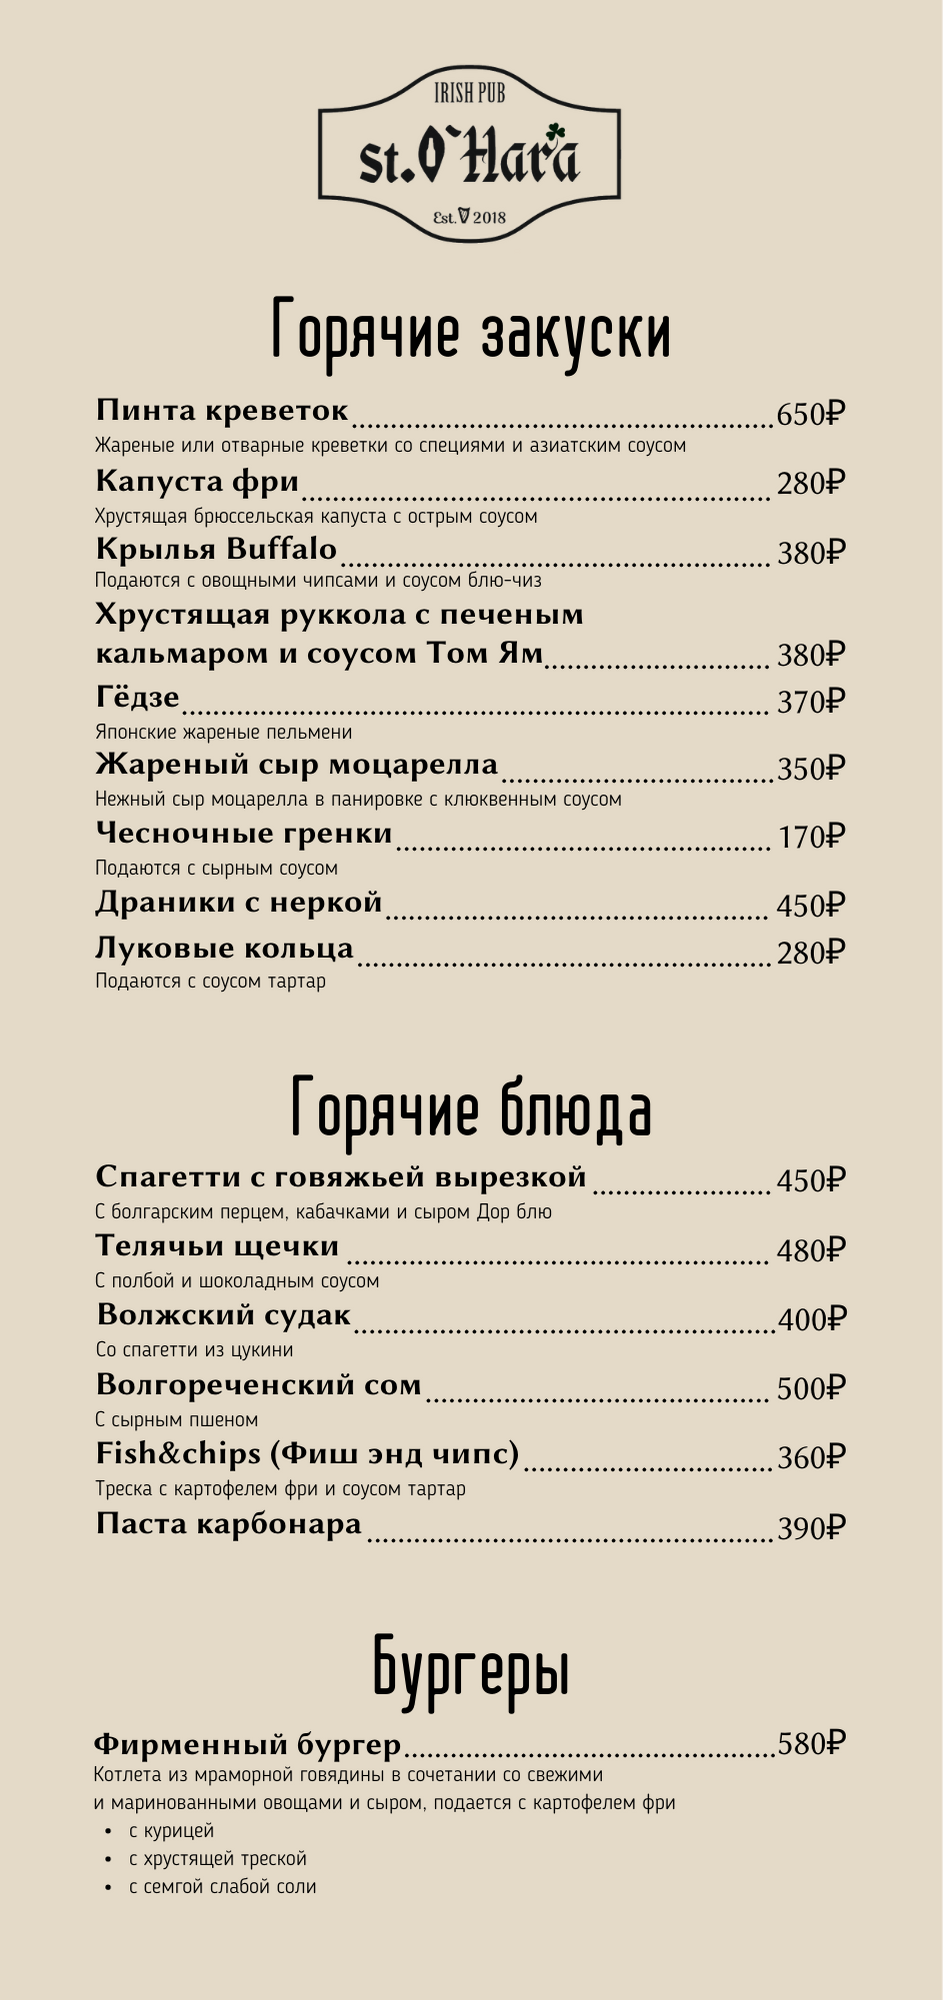 IRISH PUB
st.O`Hara
Est. 2018
Горячие закуски
Пинта креветок 650₽
Жареные или отварные креветки со специями и азиатским соусом
Капуста фри 280₽
Хрустящая брюссельская капуста с острым соусом
Крылья Buffalo 380₽
Подаются с овощными чипсами и соусом блю-чиз
Хрустящая руккола с печеным
кальмаром и соусом Том Ям 380₽
Гёдзе 370₽
Японские жареные пельмени
Жареный сыр моцарелла 350₽
Нежный сыр моцарелла в панировке с клюквенным соусом
Чесночные гренки 170₽
Подаются с сырным соусом
Драники с неркой 450₽
Луковые кольца 280₽
Подаются с соусом тартар
Горячие блюда
Спагетти с говяжьей вырезкой 450₽
С болгарским перцем, кабачками и сыром Дор блю
Телячьи щечки 480₽
С полбой и шоколадным соусом
Волжский судак 400₽
Со спагетти из цукини
Волгореченский сом 500₽
С сырным пшеном
Fish&chips (Фиш энд чипс) 360₽
Треска с картофелем фри и соусом тартар
Паста карбонара 390₽
Бургеры
Фирменный бургер 580₽
Котлета из мраморной говядины в сочетании со свежими
и маринованными овощами и сыром, подается с картофелем фри
• с курицей
• с хрустящей треской
• с семгой слабой соли